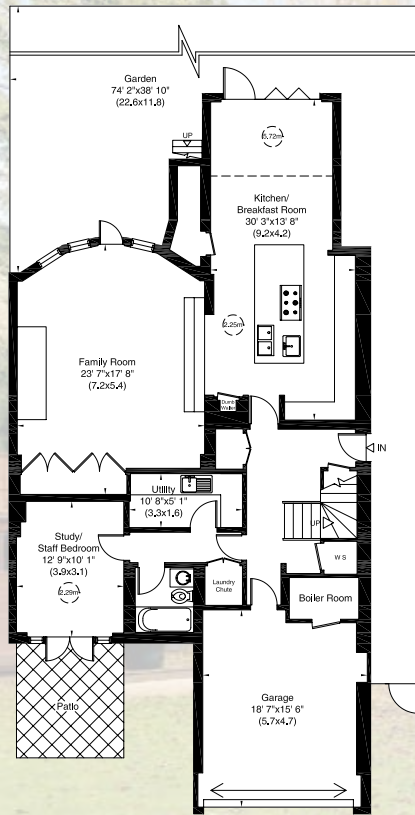 Garden
74' 2"x38' 10"
(22.6x11.8)
UP
5.72m
Kitchen/
Breakfast Room
30' 3"x13' 8"
(9.2x4.2)
2.25m
Family Room
23' 7"x17' 8"
(7.2x5.4)
Dumb
Waiter
IN
Utility
10' 8"x5' 1"
(3.3x1.6)
UP
Study/
Staff Bedroom
12' 9"x10' 1"
(3.9x3.1)
2.29m
W S
Laundry
Chute
Boiler Room
Patio
Garage
18' 7"x15' 6"
(5.7x4.7)